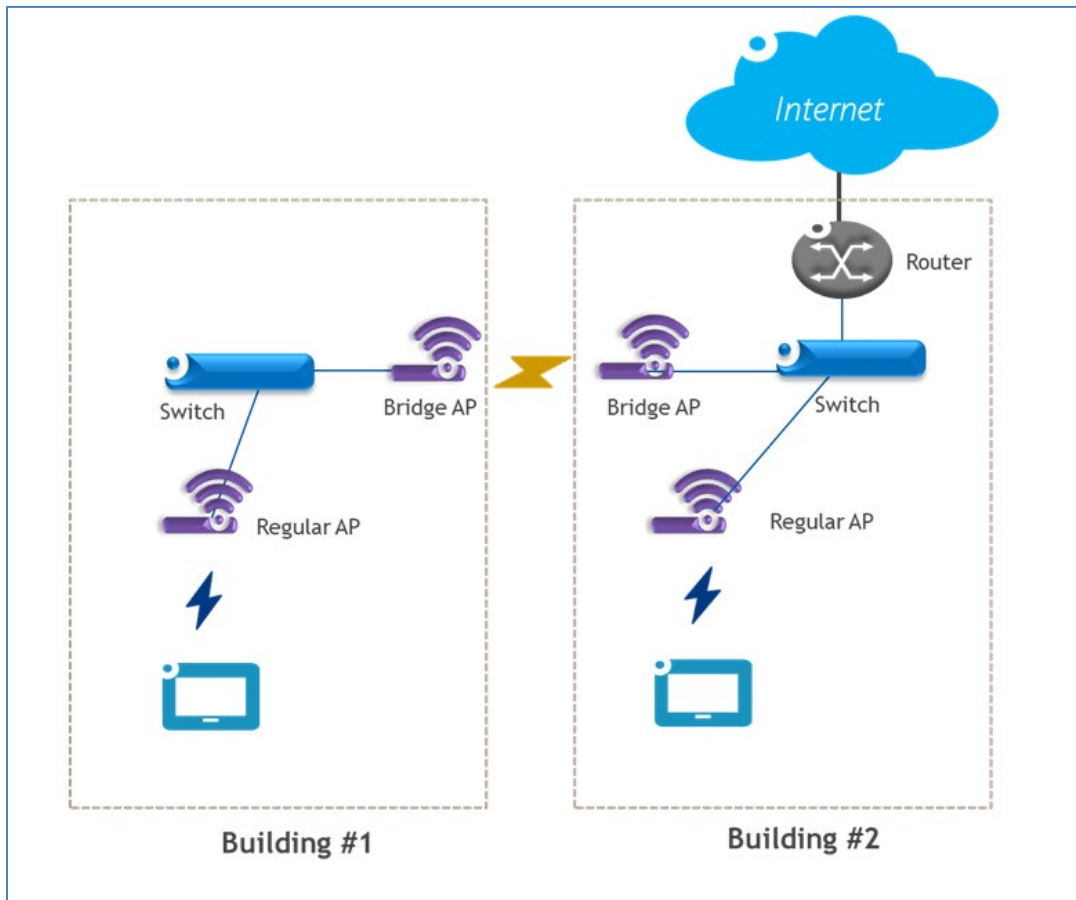 Internet
Router
Switch
Bridge AP
Bridge AP
Switch
Regular AP
Regular AP
Building #1
Building #2